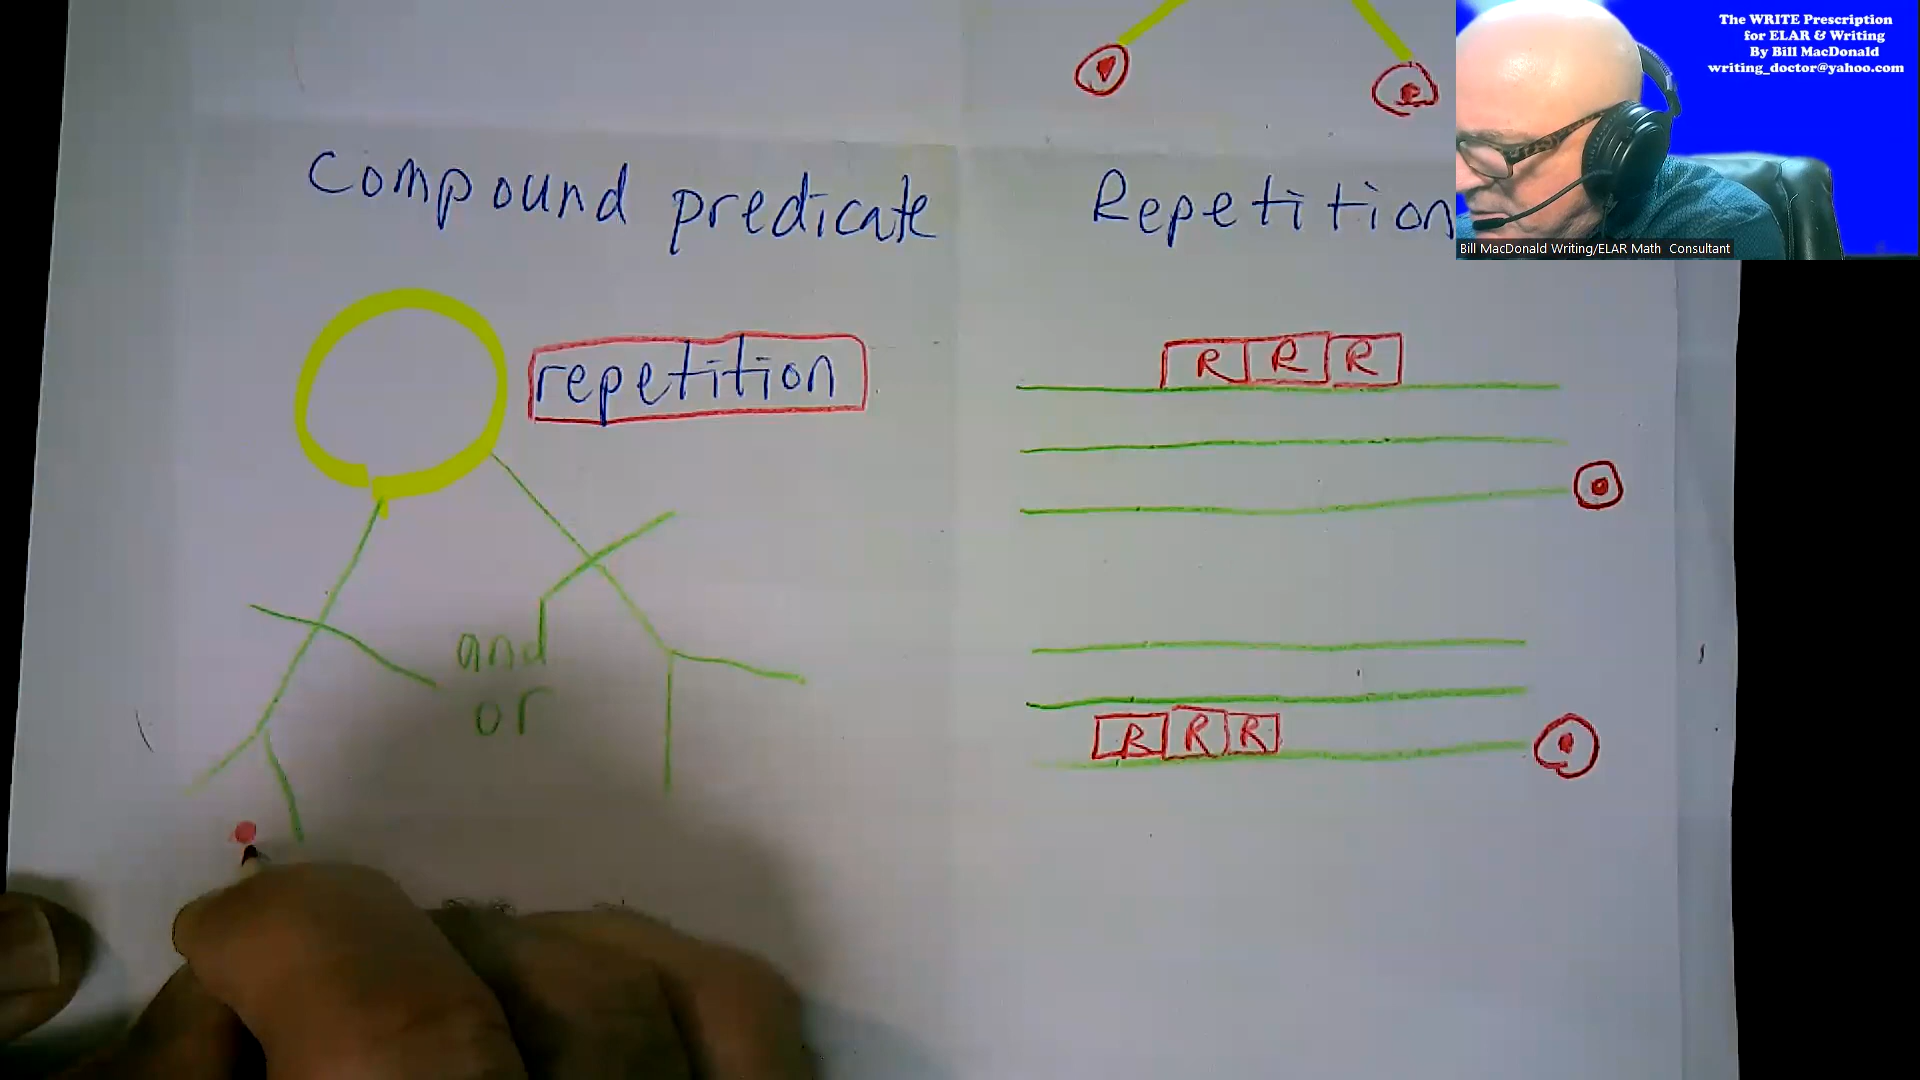 The WRITE Prescription
for ELAR & Writing
By Bill MacDonald
writing_doctor@yahoo.com
Bill MacDonald Writing/ELAR Math Consultant
Compound predicate
repetition
and
or
Repetition
R R R
R R R